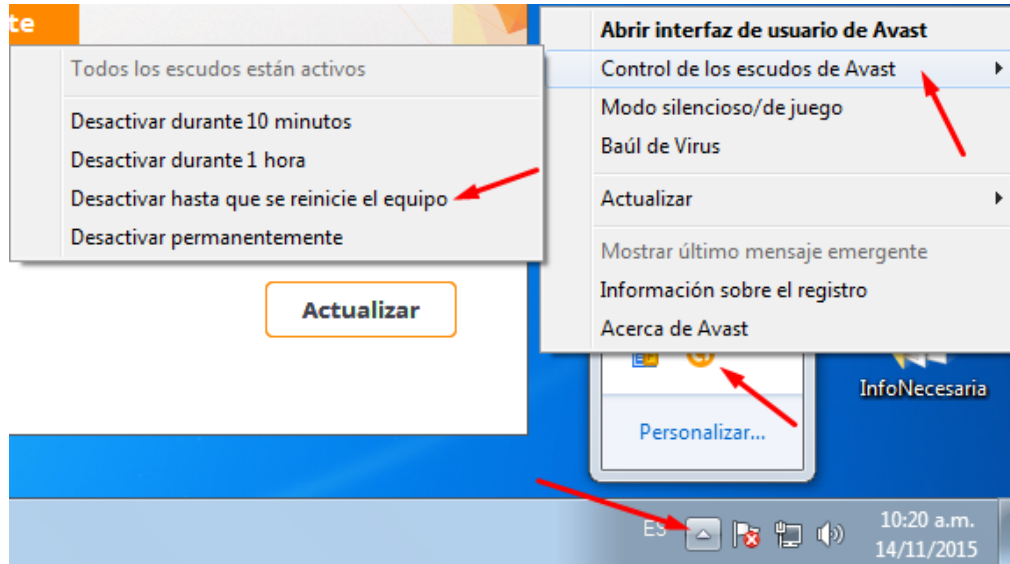 te
Todos los escudos están activos
Desactivar durante 10 minutos
Desactivar durante 1 hora
Desactivar hasta que se reinicie el equipo
Desactivar permanentemente
Actualizar
Abrir interfaz de usuario de Avast
Control de los escudos de Avast
Modo silencioso/de juego
Baúl de Virus
Actualizar
Mostrar último mensaje emergente
Información sobre el registro
Acerca de Avast
InfoNecesaria
Personalizar...
ES
10:20 a.m.
14/11/2015